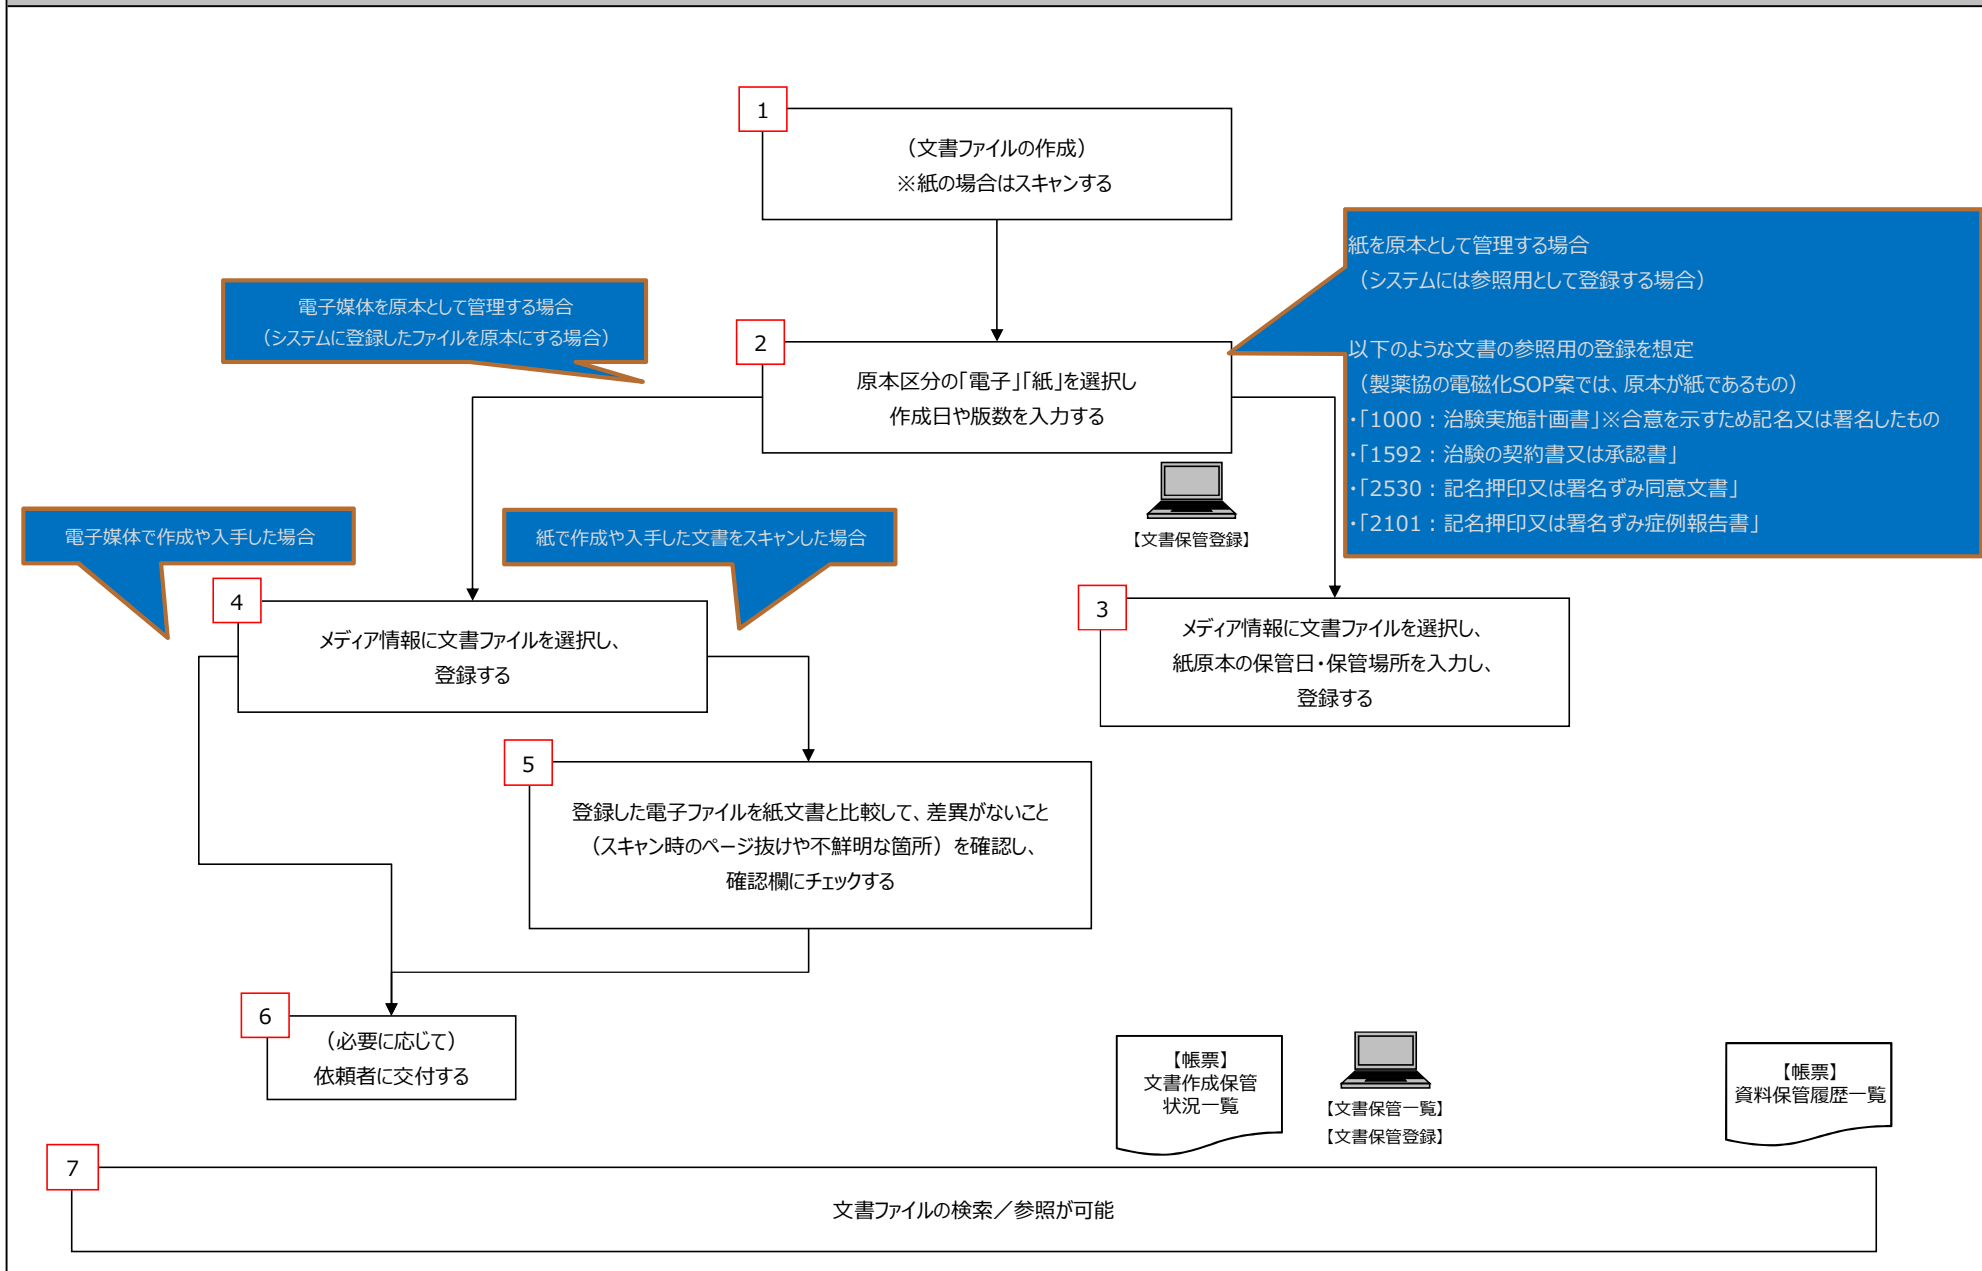 1
（文書ファイルの作成）
※紙の場合はスキャンする
紙を原本として管理する場合
（システムには参照用として登録する場合）
以下のような文書の参照用の登録を想定
（製薬協の電磁化SOP案では、原本が紙であるもの）
・「1000：治験実施計画書」※合意を示すため記名又は署名したもの
・「1592：治験の契約書又は承認書」
・「2530：記名押印又は署名ずみ同意文書」
・「2101：記名押印又は署名ずみ症例報告書」
電子媒体を原本として管理する場合
（システムに登録したファイルを原本にする場合）
2
原本区分の「電子」「紙」を選択し
作成日や版数を入力する
【文書保管登録】
電子媒体で作成や入手した場合
紙で作成や入手した文書をスキャンした場合
4
メディア情報に文書ファイルを選択し、
登録する
3
メディア情報に文書ファイルを選択し、
紙原本の保管日・保管場所を入力し、
登録する
5
登録した電子ファイルを紙文書と比較して、差異がないこと
（スキャン時のページ抜けや不鮮明な箇所）を確認し、
確認欄にチェックする
6
（必要に応じて）
依頼者に交付する
【帳票】
文書作成保管
状況一覧
【文書保管一覧】
【文書保管登録】
【帳票】
資料保管履歴一覧
7
文書ファイルの検索／参照が可能